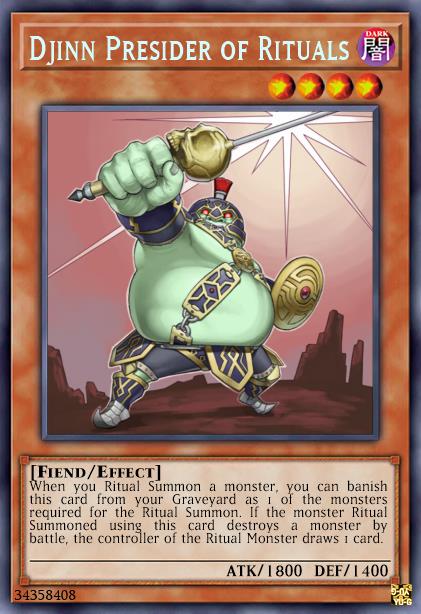 Djinn Presider of Rituals
DARK
闇
[Fiend/Effect]
When you Ritual Summon a monster, you can banish
this card from your Graveyard as 1 of the monsters
required for the Ritual Summon. If the monster Ritual
Summoned using this card destroys a monster by
battle, the controller of the Ritual Monster draws 1 card.
ATK/1800 DEF/1400
34358408